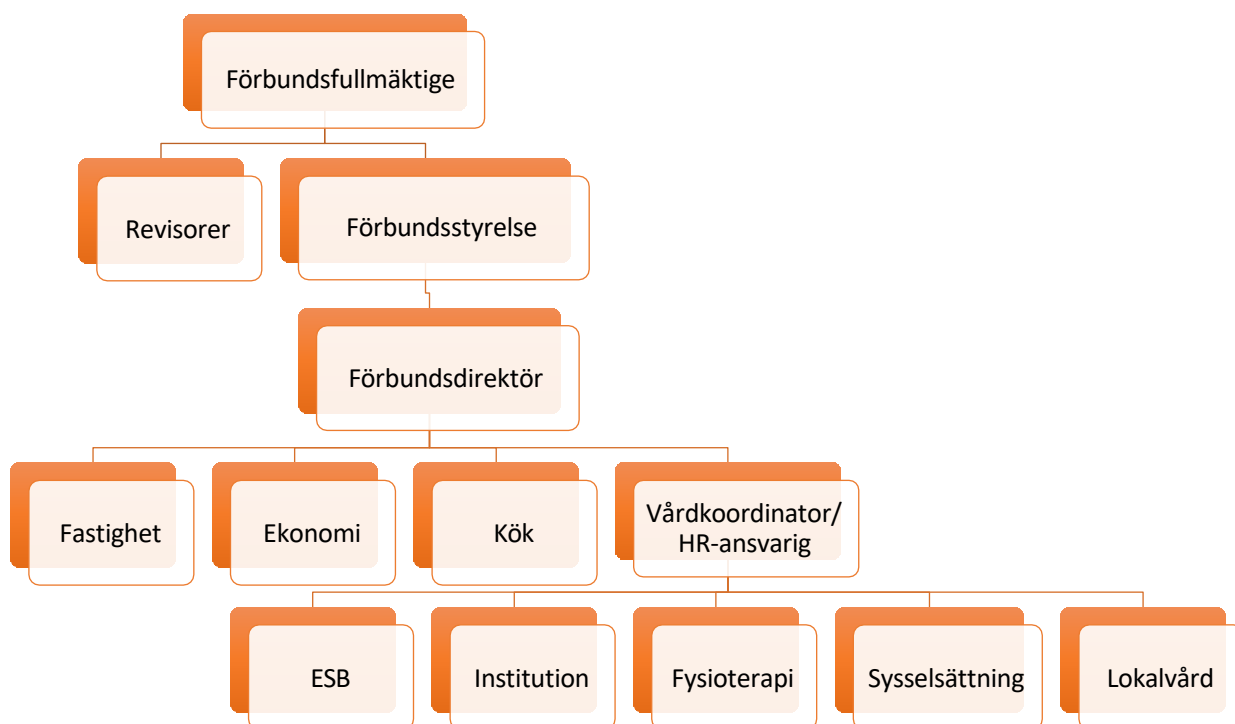 Förbundsfullmäktige
Revisorer
Förbundsstyrelse
Förbundsdirektör
Fastighet
Ekonomi
Kök
Vårdkoordinator/
HR-ansvarig
ESB
Institution
Fysioterapi
Sysselsättning
Lokalvård